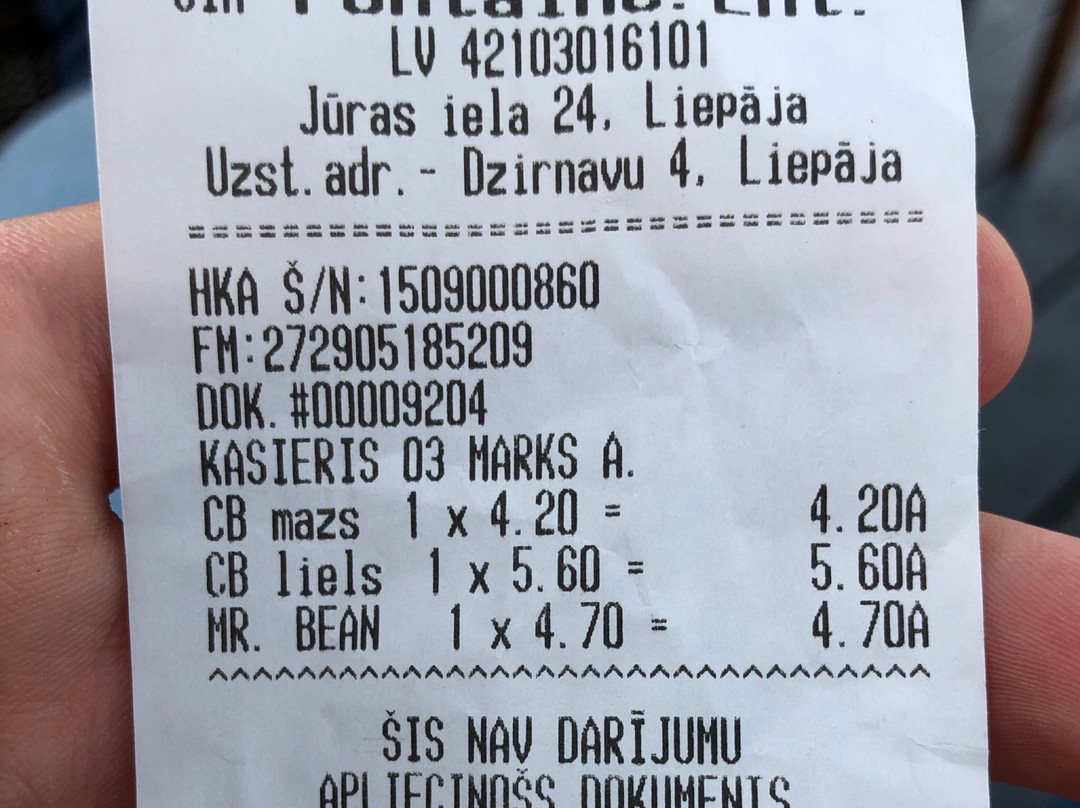 LV 42103016101
Jūras iela 24, Liepāja
Uzst.adr.- Dzirnavu 4, Liepāja
================================
HKA Š/N:1509000860
FM:272905185209
DOK. #00009204
KASIERIS 03 MARKS A.
CB mazs 1 x 4.20 = 4.20A
CB liels 1 x 5.60 = 5.60A
MR. BEAN 1 x 4.70 = 4.70A
^^^^^^^^^^^^^^^^^^^^^^^^^^^^^^^^
ŠIS NAV DARĪJUMU
APLIECINOŠS DOKUMENTS